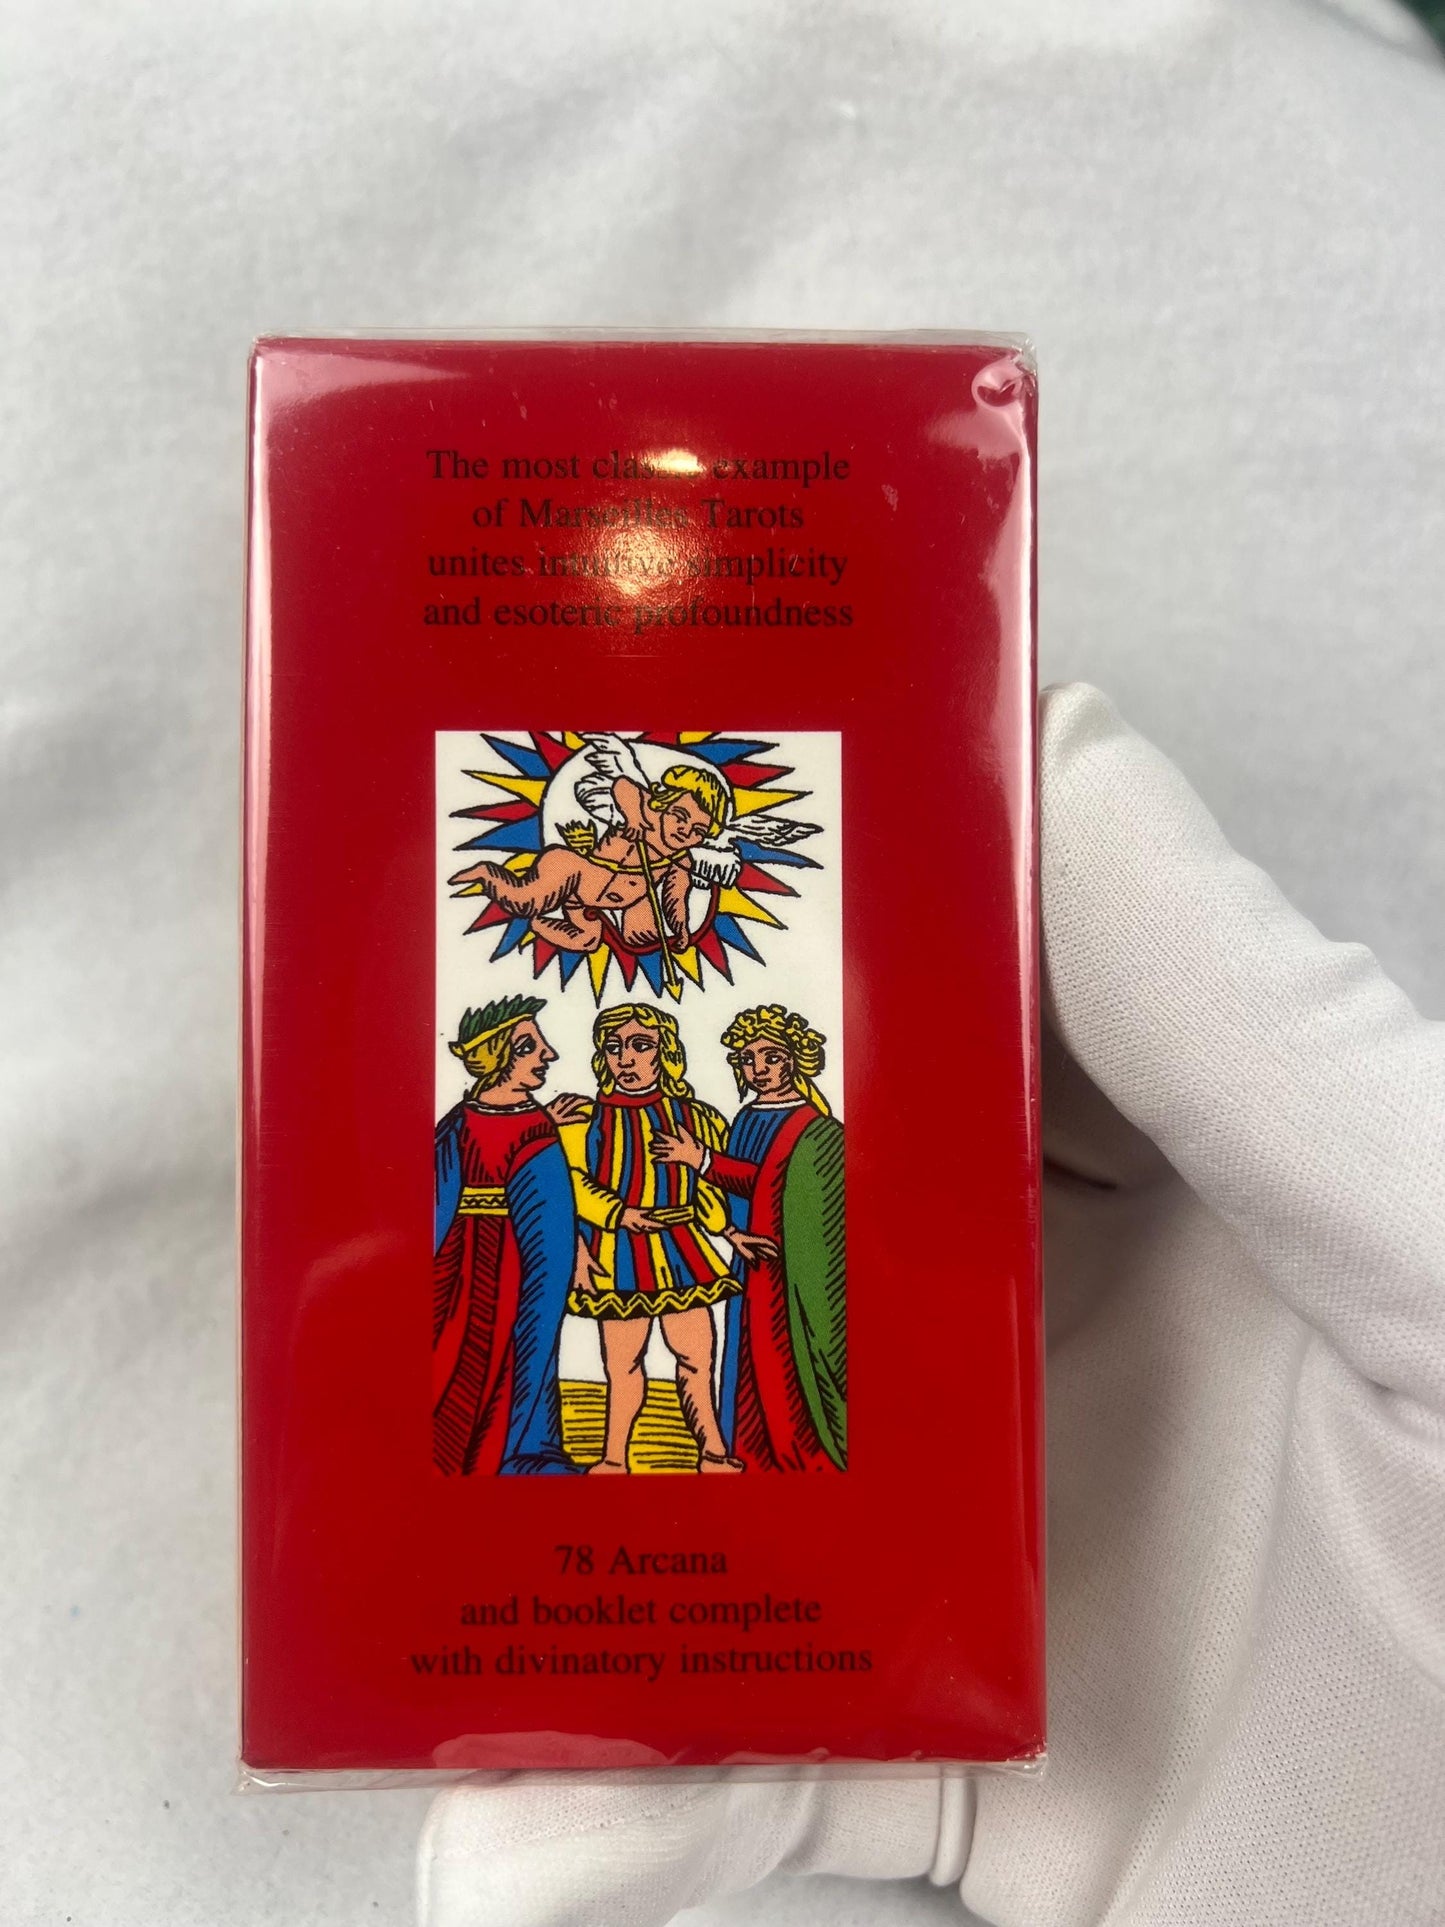 The most classic example
of Marseilles Tarots
unites intuitive simplicity
and esoteric profoundness
78 Arcana
and booklet complete
with divinatory instructions